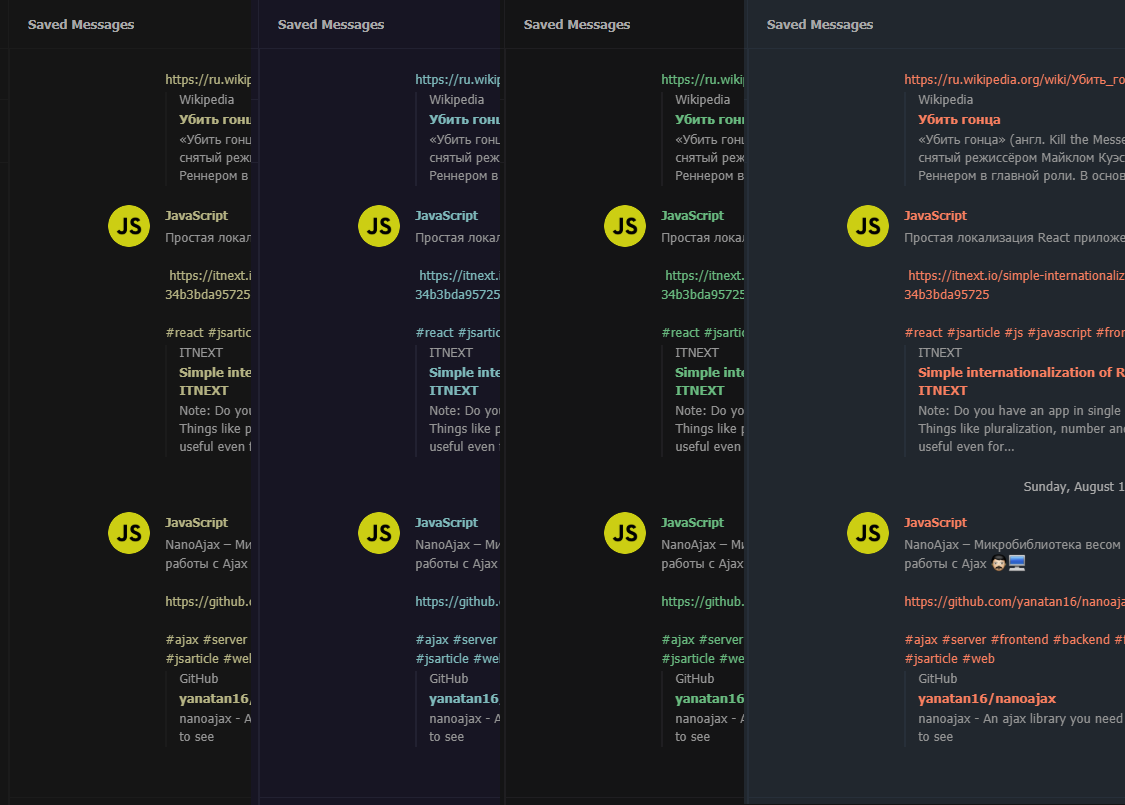 Saved Messages
https://ru.wikip
Wikipedia
Убить гонц
«Убить гонц
снятый режи
Реннером в
JS
JavaScript
Простая локал
https://itnext.i
34b3bda95725
#react #jsartic
ITNEXT
Simple inte
ITNEXT
Note: Do you
Things like p
useful even f
JS
JavaScript
NanoAjax – Ми
работы с Ajax
https://github.c
#ajax #server
#jsarticle #web
GitHub
yanatan16/
nanoajax - A
to see
Saved Messages
https://ru.wikip
Wikipedia
Убить гонц
«Убить гонц
снятый реж
Реннером в
JS
JavaScript
Простая локал
https://itnext.i
34b3bda95725
#react #jsartic
ITNEXT
Simple inte
ITNEXT
Note: Do you
Things like p
useful even f
JS
JavaScript
NanoAjax – Ми
работы с Ajax
https://github.c
#ajax #server
#jsarticle #web
GitHub
yanatan16
nanoajax - A
to see
Saved Messages
https://ru.wikip
Wikipedia
Убить гон
«Убить гонц
снятый реж
Реннером в
JS
JavaScript
Простая локал
https://itnext.
34b3bda95725
#react #jsartic
ITNEXT
Simple inte
ITNEXT
Note: Do yo
Things like p
useful even
JS
JavaScript
NanoAjax – М
работы с Ajax
https://github.
#ajax #server
#jsarticle #we
GitHub
yanatan16
nanoajax - A
to see
Saved Messages
https://ru.wikipedia.org/wiki/Убить_го
Wikipedia
Убить гонца
«Убить гонца» (англ. Kill the Messe
снятый режиссёром Майклом Куэс
Реннером в главной роли. В основ
JS
JavaScript
Простая локализация React приложе
https://itnext.io/simple-internationaliz
34b3bda95725
#react #jsarticle #js #javascript #fron
ITNEXT
Simple internationalization of R
ITNEXT
Note: Do you have an app in single
Things like pluralization, number and
useful even for...
Sunday, August 1
JS
JavaScript
NanoAjax – Микробиблиотека весом
работы с Ajax 👨🏻💻
https://github.com/yanatan16/nanoaja
#ajax #server #frontend #backend #f
#jsarticle #web
GitHub
yanatan16/nanoajax
nanoajax - An ajax library you need
to see